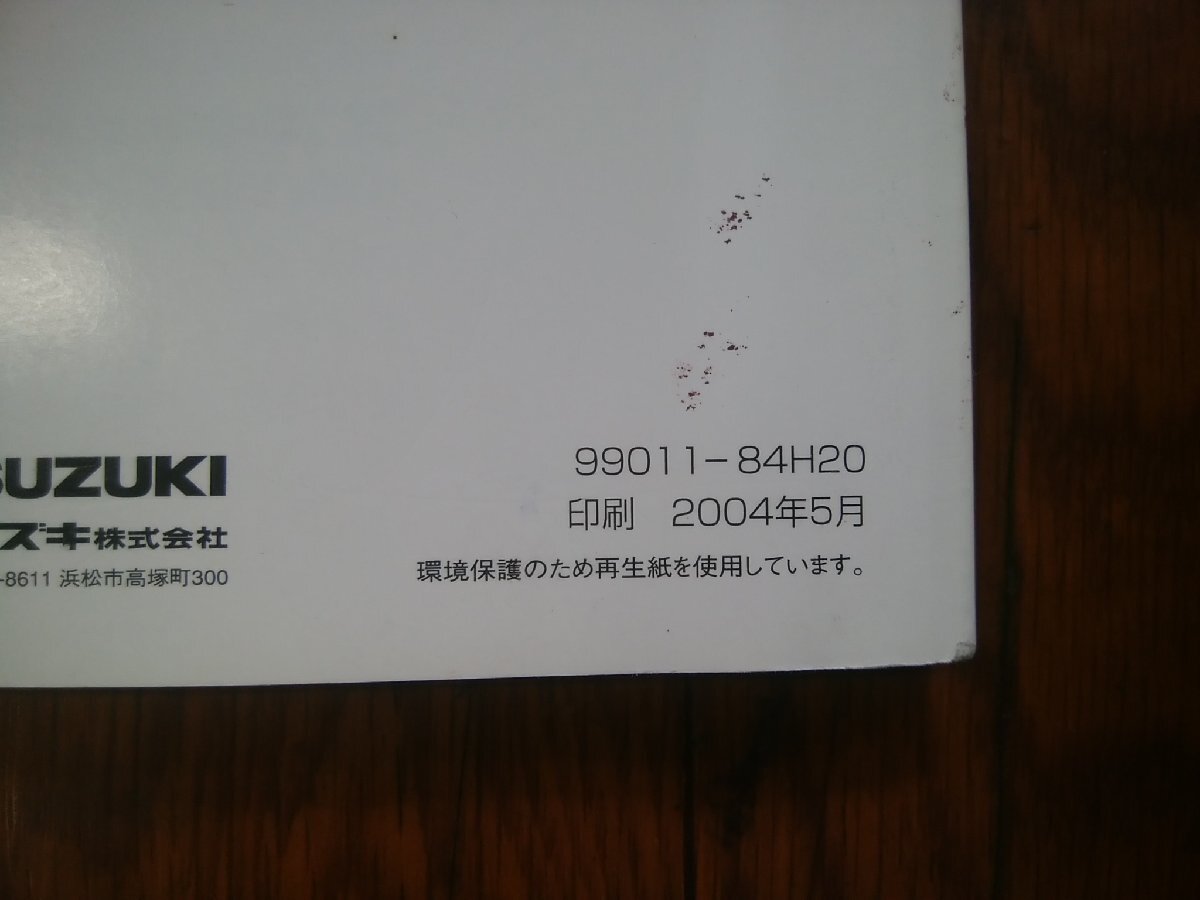 SUZUKI
ズキ株式会社
-8611 浜松市高塚町300
99011-84H20
印刷　2004年5月
環境保護のため再生紙を使用しています。